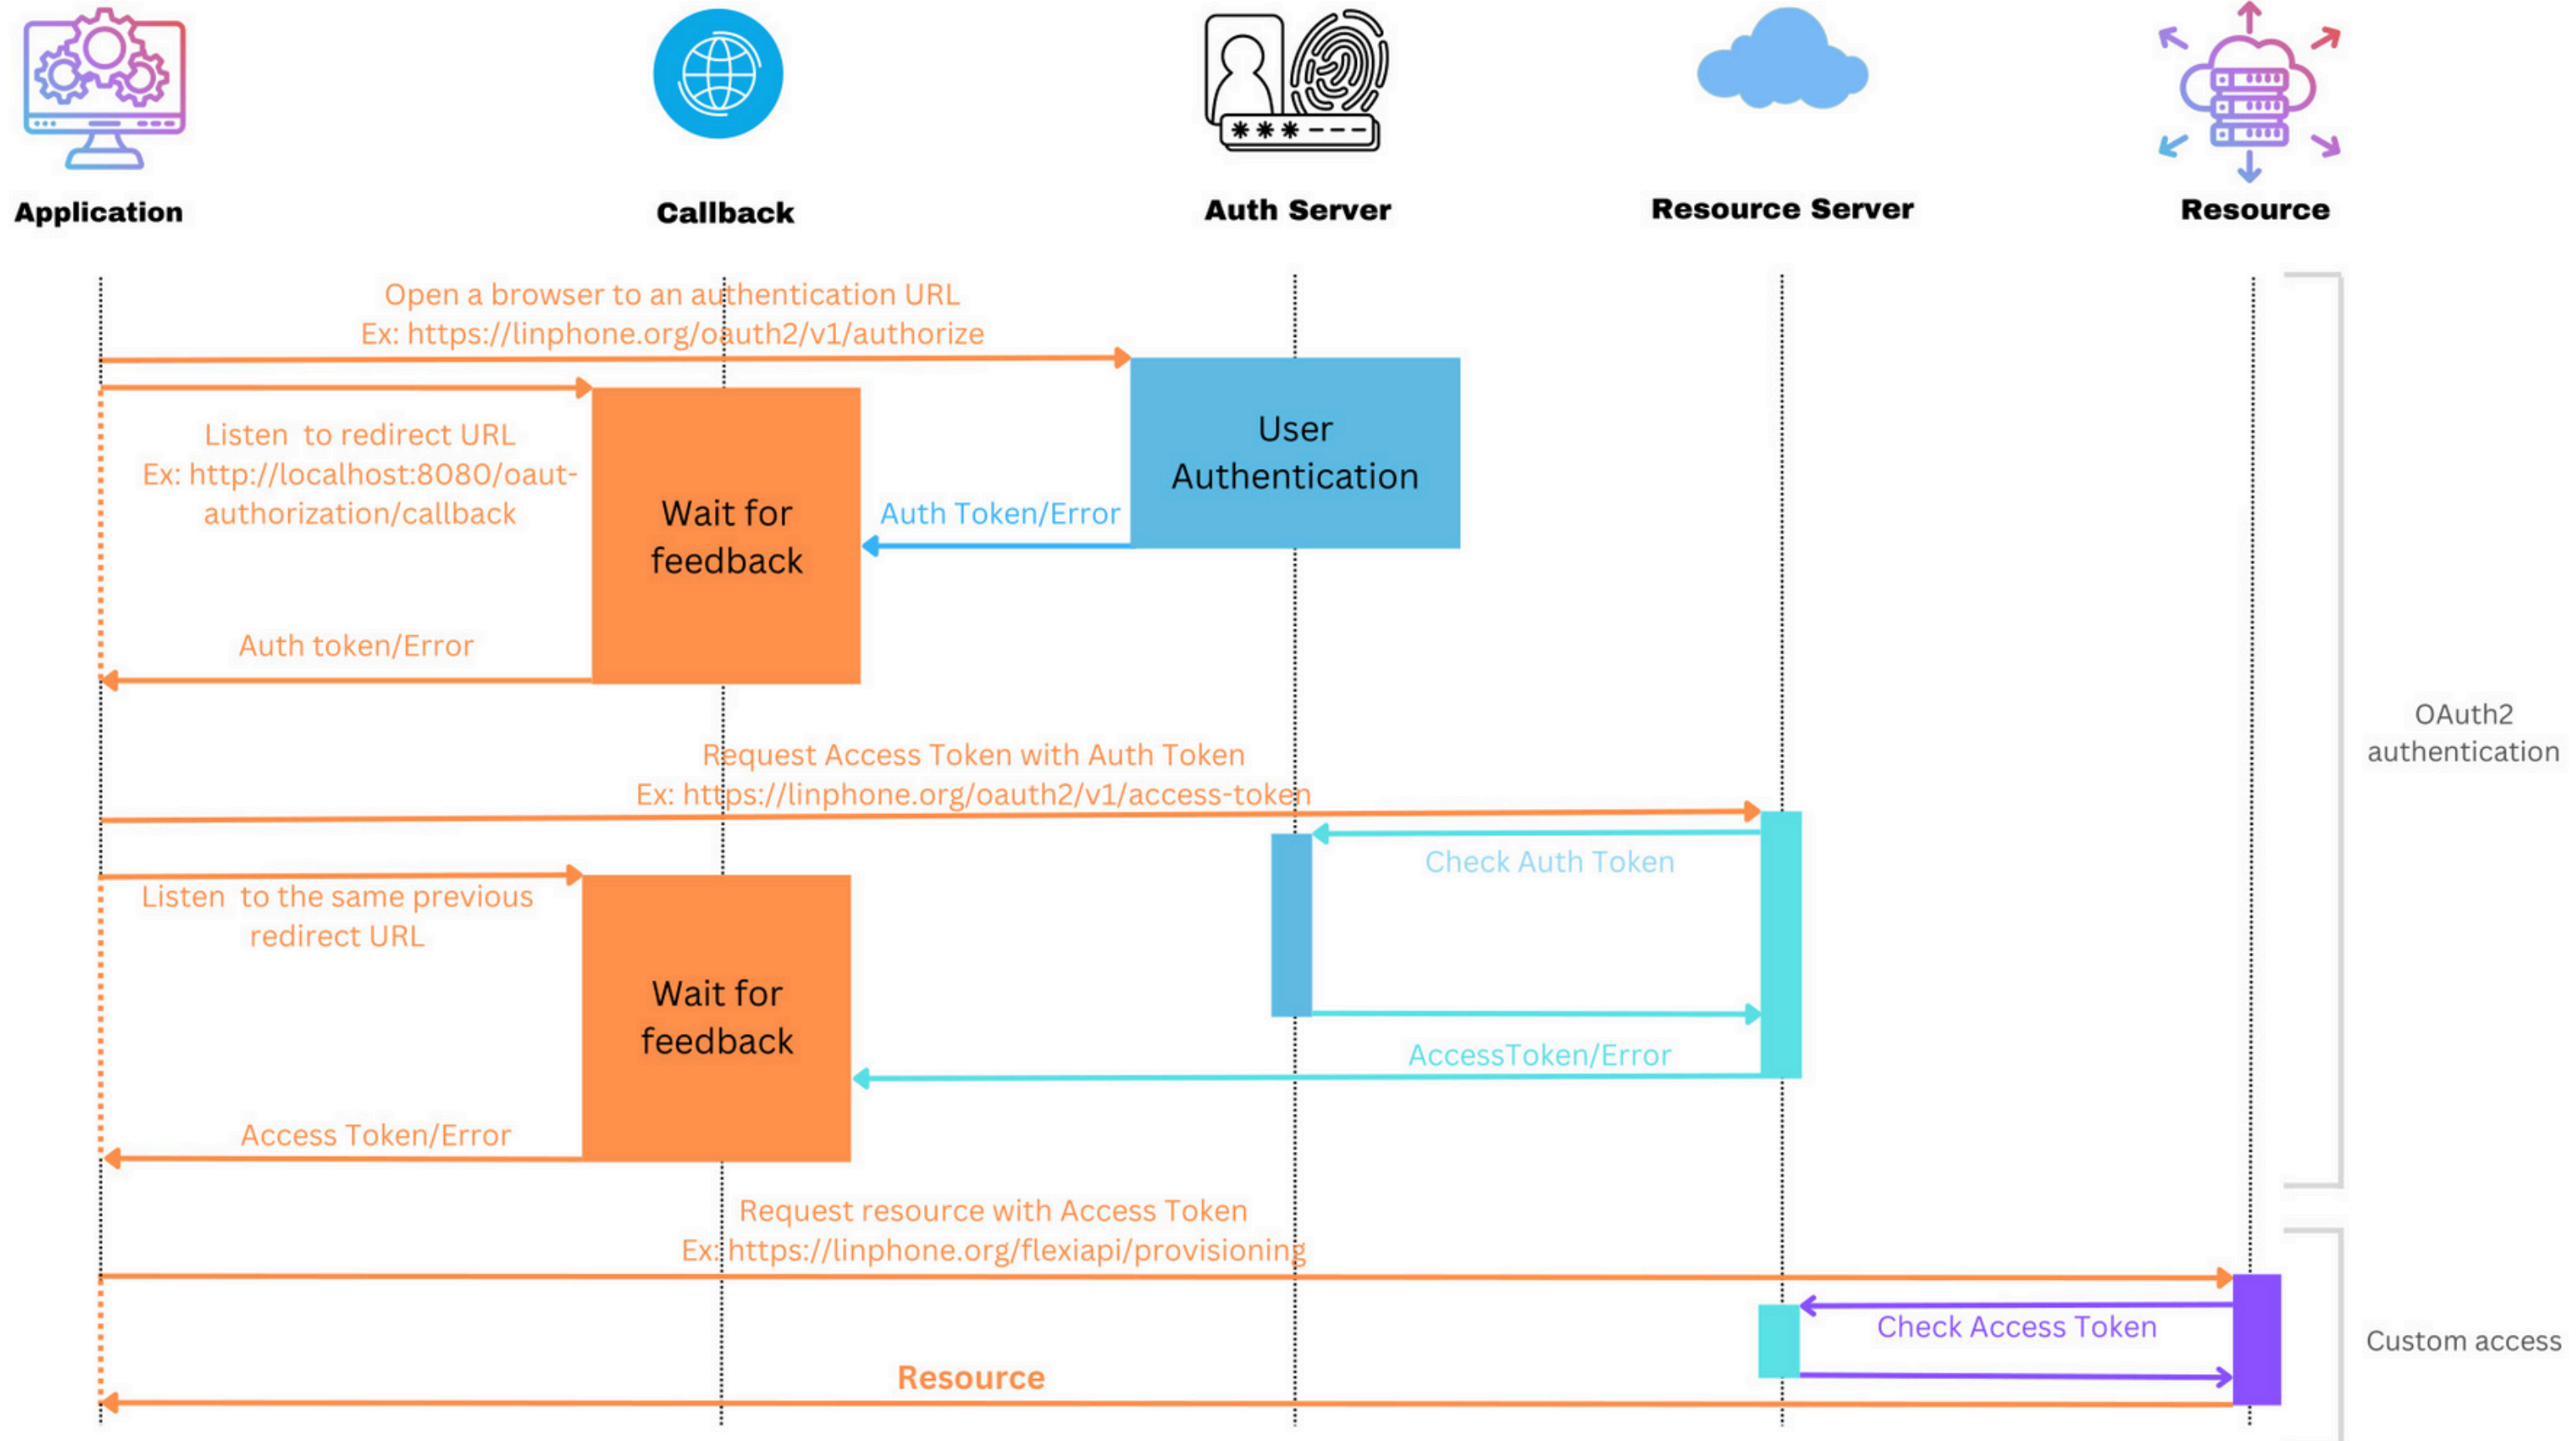 Application
Callback
Auth Server
Resource Server
Resource
Open a browser to an authentication URL
Ex: https://linphone.org/oauth2/v1/authorize
Listen to redirect URL
Ex: http://localhost:8080/oaut-
authorization/callback
User
Authentication
Wait for
feedback
Auth Token/Error
Auth token/Error
OAuth2
authentication
Request Access Token with Auth Token
Ex: https://linphone.org/oauth2/v1/access-token
Check Auth Token
Listen to the same previous
redirect URL
Wait for
feedback
AccessToken/Error
Access Token/Error
Request resource with Access Token
Ex: https://linphone.org/flexiapi/provisioning
Check Access Token
Custom access
Resource